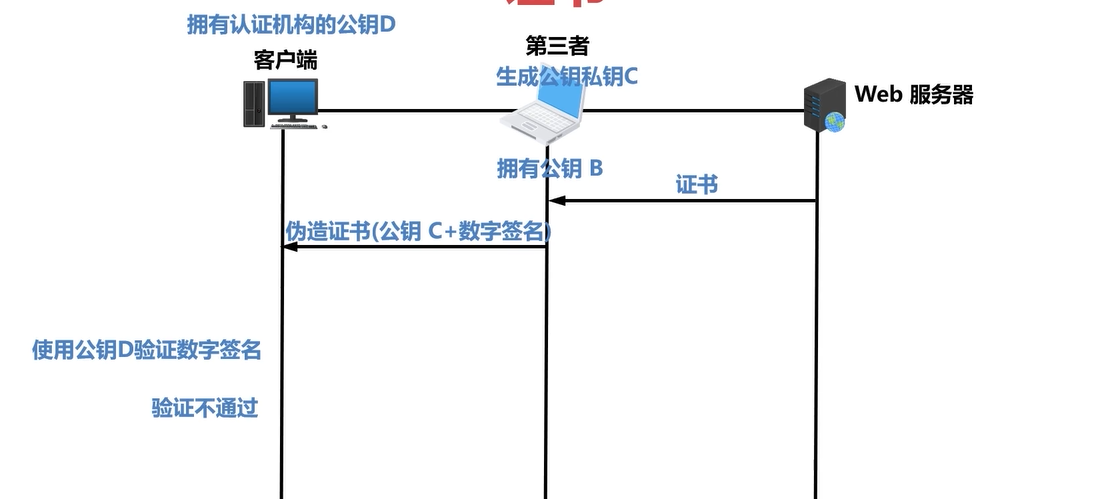 拥有认证机构的公钥D
客户端
第三者
生成公钥私钥C
Web 服务器
拥有公钥 B
证书
伪造证书(公钥 C+数字签名)
使用公钥D验证数字签名
验证不通过